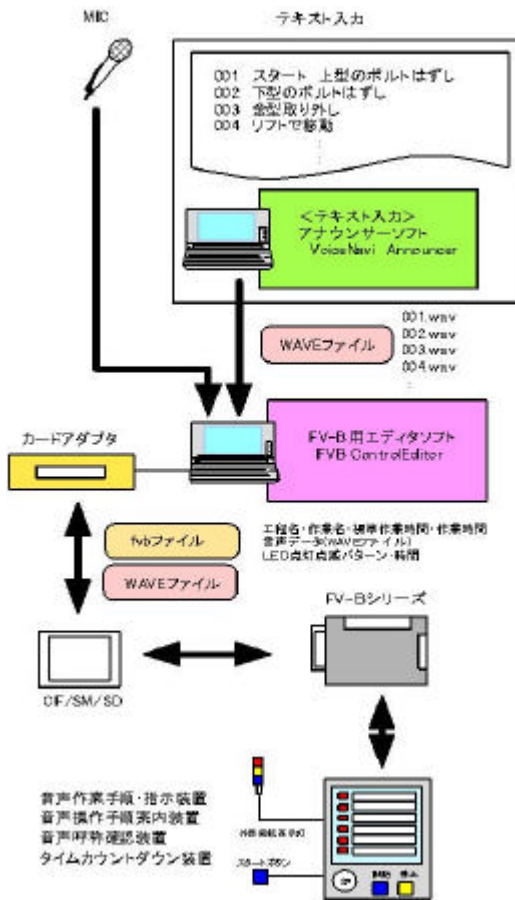 MIC
テキスト入力
001 スタート 上型のボルトはずし
002 下型のボルトはずし
003 金型取り外し
004 リフトで移動
＜テキスト入力＞
アナウンサーソフト
VoiceNavi Announcer
WAVEファイル
001.wav
002.wav
003.wav
004.wav
カードアダプタ
FV-B用エディタソフト
FVB ControlEditor
fvbファイル
WAVEファイル
工程名・作業名・標準作業時間・作業時間
音声データ(WAVEファイル)
LED点灯点滅パターン・時間
FV-Bシリーズ
CIF/SM/SD
音声作業手順・指示装置
音声操作手順案内装置
音声呼称確認装置
タイムカウントダウン装置
スタートボタン